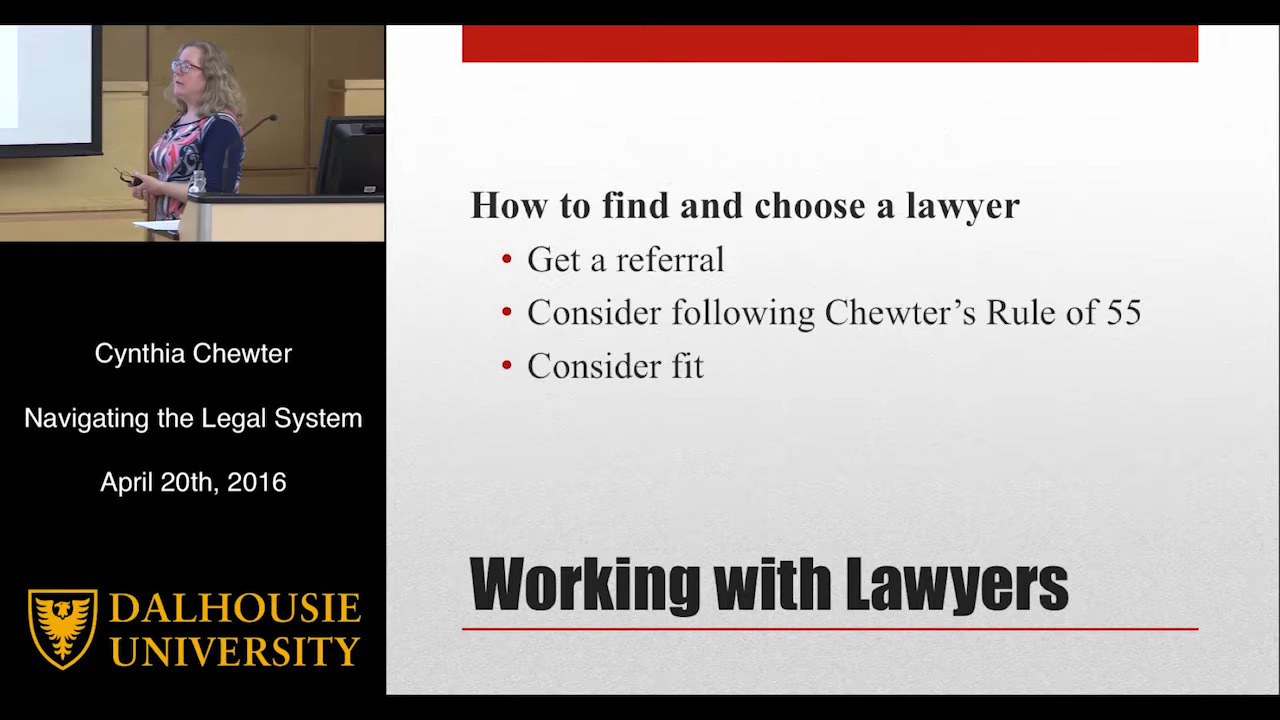 How to find and choose a lawyer
• Get a referral
• Consider following Chewter’s Rule of 55
• Consider fit
Working with Lawyers
Cynthia Chewter
Navigating the Legal System
April 20th, 2016
DALHOUSIE
UNIVERSITY